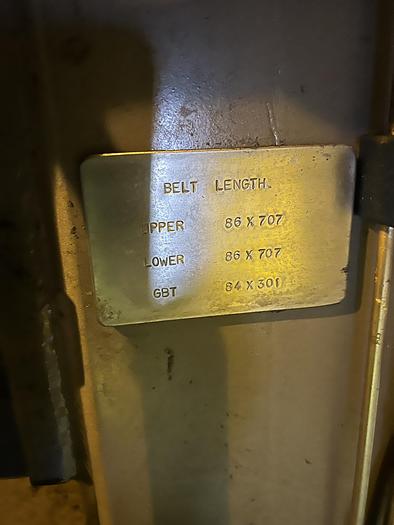 BELT LENGTH.
UPPER 86 X 707
LOWER 86 X 707
GBT 84 X 301